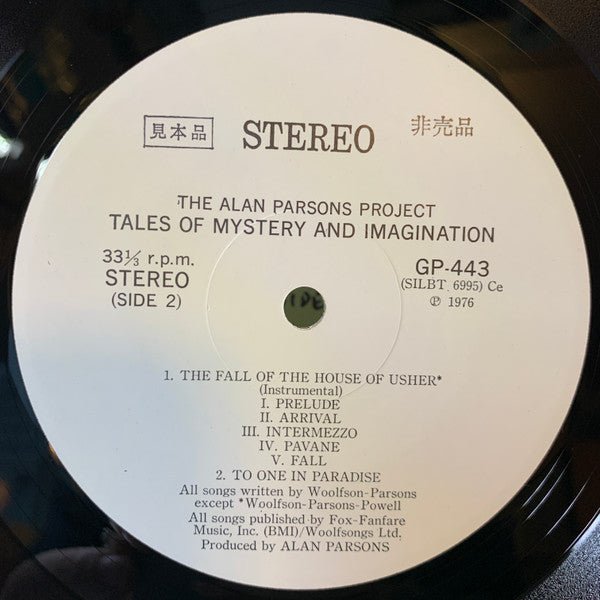 見本品 STEREO 非売品
THE ALAN PARSONS PROJECT
TALES OF MYSTERY AND IMAGINATION
33⅓ r.p.m.
STEREO
(SIDE 2)
GP-443
(SILBT 6995) Ce
℗ 1976
1. THE FALL OF THE HOUSE OF USHER*
(Instrumental)
I. PRELUDE
II. ARRIVAL
III. INTERMEZZO
IV. PAVANE
V. FALL
2. TO ONE IN PARADISE
All songs written by Woolfson-Parsons
except *Woolfson-Parsons-Powell
All songs published by Fox-Fanfare
Music, Inc. (BMI)/Woolfsongs Ltd.
Produced by ALAN PARSONS